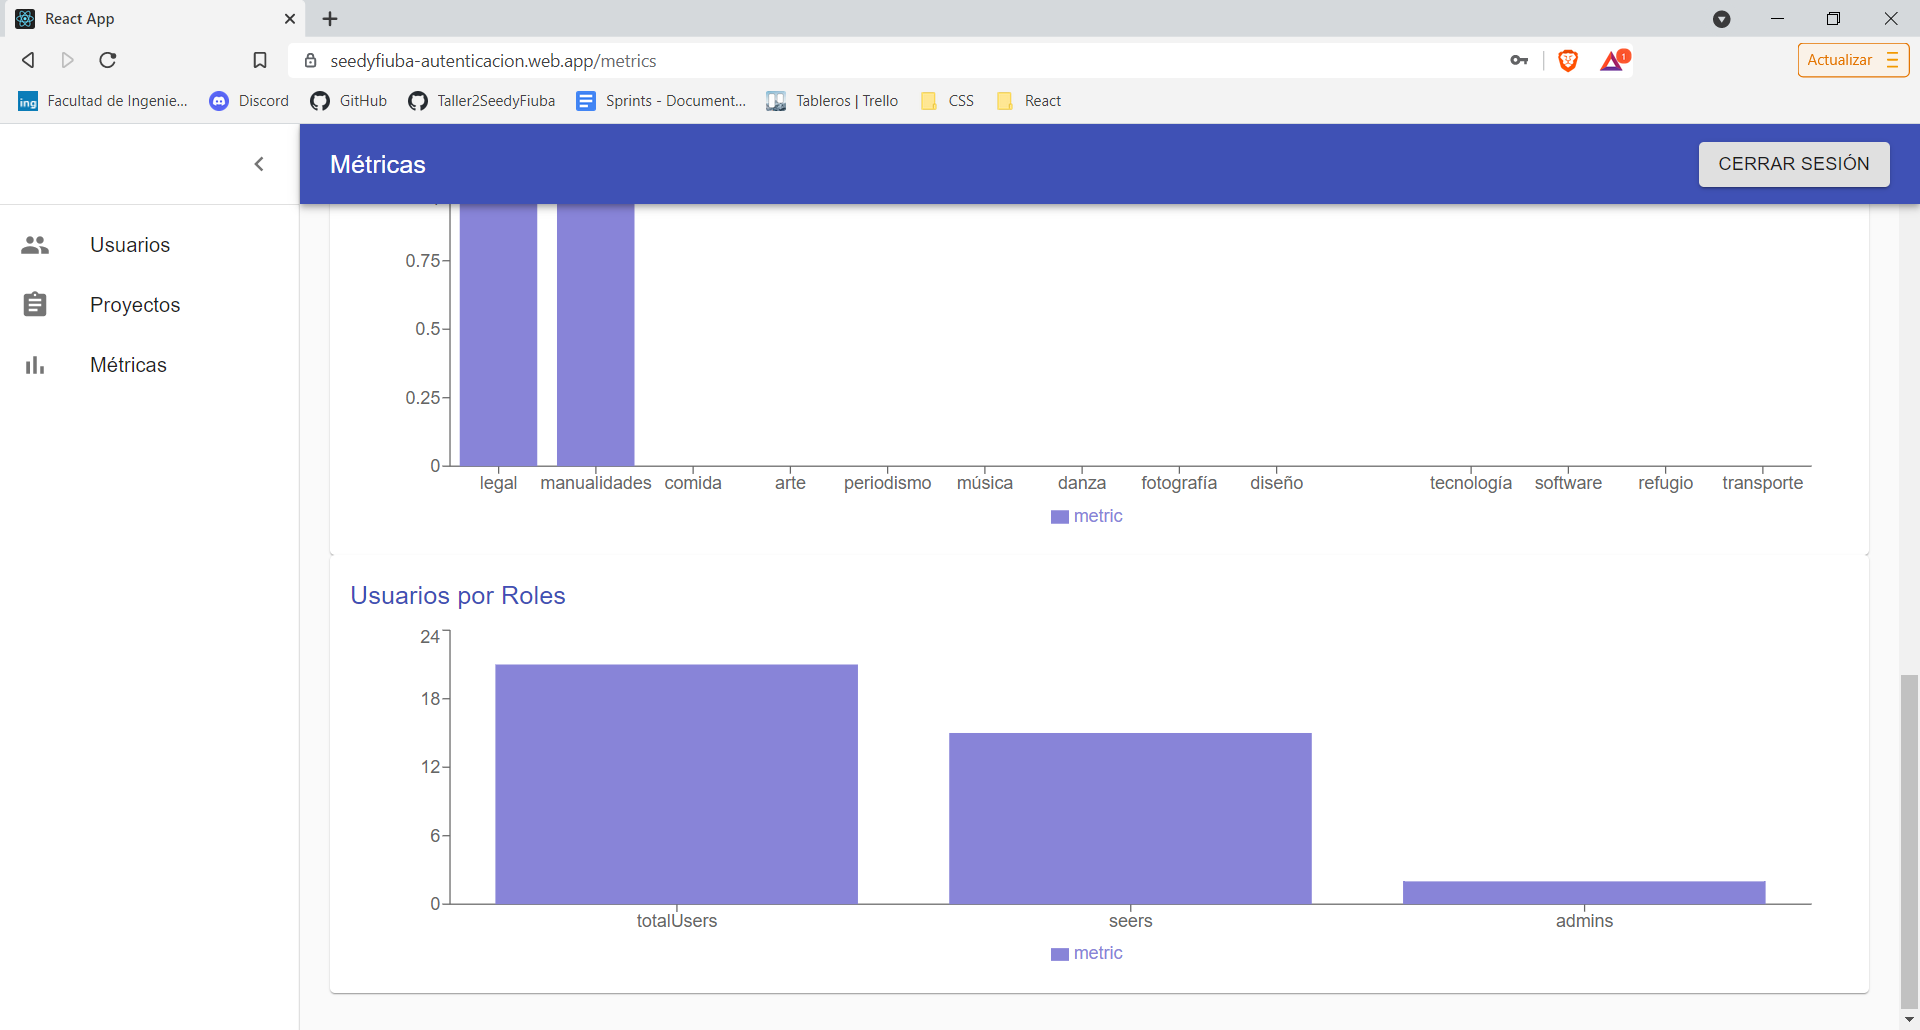 React App
seedyfiuba-autenticacion.web.app/metrics
1
Actualizar
ing Facultad de Ingenie... Discord GitHub Taller2SeedyFiuba Sprints - Document... Tableros | Trello CSS React
Métricas
CERRAR SESIÓN
Usuarios
Proyectos
Métricas
0.75
0.5
0.25
0
legal manualidades comida arte periodismo música danza fotografía diseño tecnología software refugio transporte
metric
Usuarios por Roles
24
18
12
6
0
totalUsers seers admins
metric